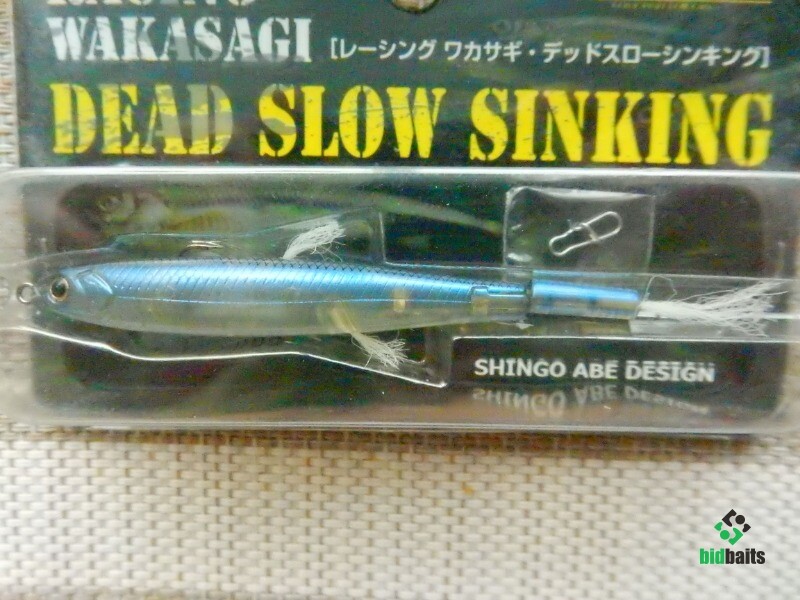 RACING
WAKASAGI [レーシング ワカサギ・デッドスローシンキング]
DEAD SLOW SINKING
SHINGO ABE DESIGN
bidbaits